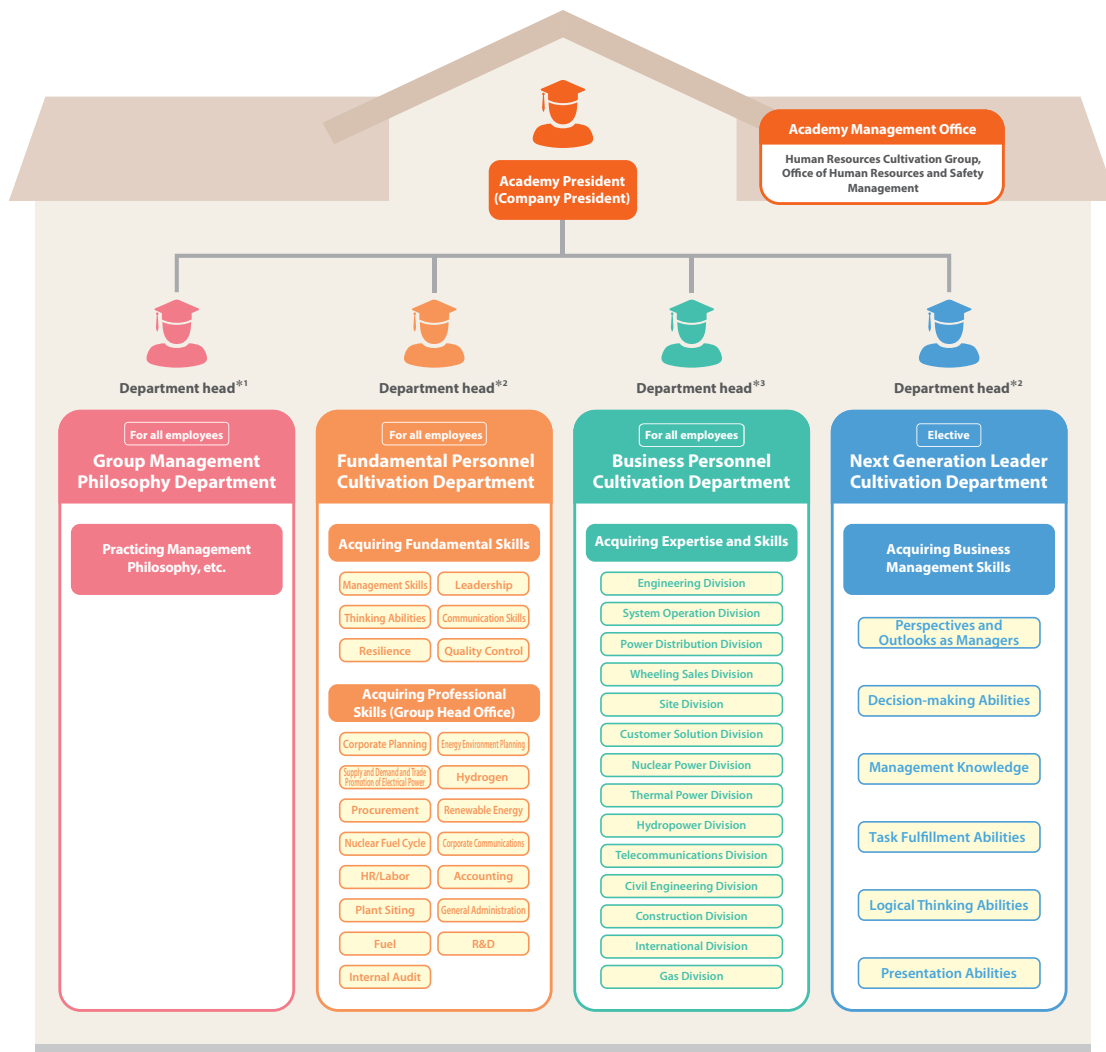 Academy Management Office
Human Resources Cultivation Group,
Office of Human Resources and Safety
Management
Academy President
(Company President)
Department head*1
For all employees
Group Management
Philosophy Department
Practicing Management
Philosophy, etc.
Department head*2
For all employees
Fundamental Personnel
Cultivation Department
Acquiring Fundamental Skills
Management Skills
Leadership
Thinking Abilities
Communication Skills
Resilience
Quality Control
Acquiring Professional
Skills (Group Head Office)
Corporate Planning
Energy Environment Planning
Supply and Demand and Trade
Promotion of Electrical Power
Hydrogen
Procurement
Renewable Energy
Nuclear Fuel Cycle
Corporate Communications
HR/Labor
Accounting
Plant Siting
General Administration
Fuel
R&D
Internal Audit
Department head*3
For all employees
Business Personnel
Cultivation Department
Acquiring Expertise and Skills
Engineering Division
System Operation Division
Power Distribution Division
Wheeling Sales Division
Site Division
Customer Solution Division
Nuclear Power Division
Thermal Power Division
Hydropower Division
Telecommunications Division
Civil Engineering Division
Construction Division
International Division
Gas Division
Department head*2
Elective
Next Generation Leader
Cultivation Department
Acquiring Business
Management Skills
Perspectives and
Outlooks as Managers
Decision-making Abilities
Management Knowledge
Task Fulfillment Abilities
Logical Thinking Abilities
Presentation Abilities